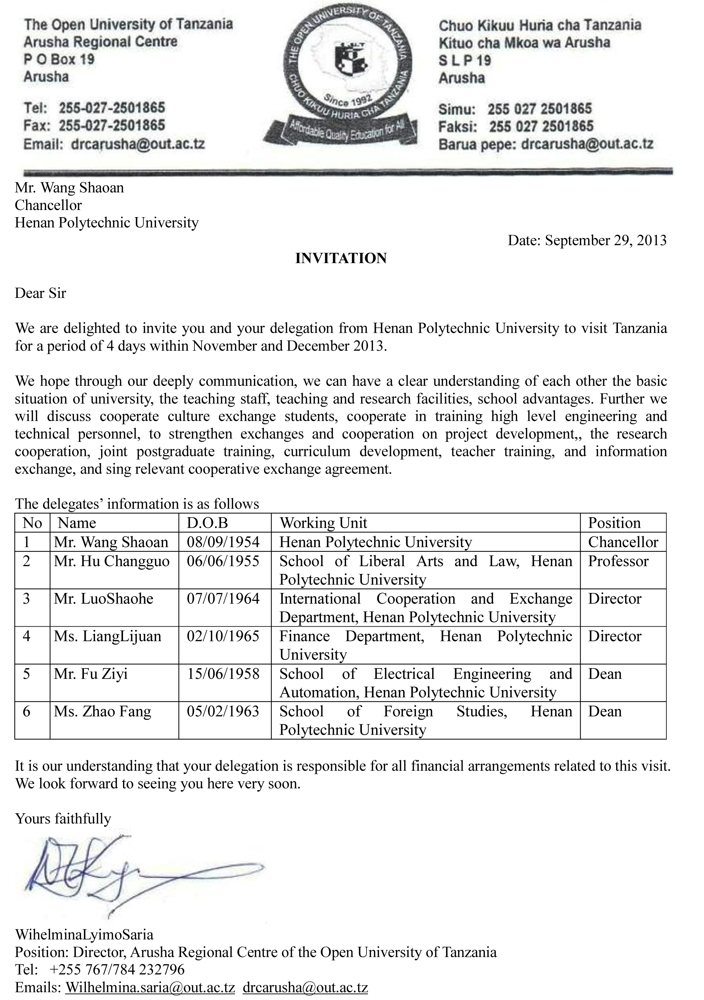 The Open University of Tanzania
Arusha Regional Centre
P O Box 19
Arusha
Tel: 255-027-2501865
Fax: 255-027-2501865
Email: drcarusha@out.ac.tz
THE OPEN UNIVERSITY OF TANZANIA
CHUO KIKUU HURIA CHA TANZANIA
Since 1992
Affordable Quality Education for All
Chuo Kikuu Huria cha Tanzania
Kituo cha Mkoa wa Arusha
S L P 19
Arusha
Simu: 255 027 2501865
Faksi: 255 027 2501865
Barua pepe: drcarusha@out.ac.tz
Mr. Wang Shaoan
Chancellor
Henan Polytechnic University
Date: September 29, 2013
INVITATION
Dear Sir
We are delighted to invite you and your delegation from Henan Polytechnic University to visit Tanzania
for a period of 4 days within November and December 2013.
We hope through our deeply communication, we can have a clear understanding of each other the basic
situation of university, the teaching staff, teaching and research facilities, school advantages. Further we
will discuss cooperate culture exchange students, cooperate in training high level engineering and
technical personnel, to strengthen exchanges and cooperation on project development,, the research
cooperation, joint postgraduate training, curriculum development, teacher training, and information
exchange, and sing relevant cooperative exchange agreement.
The delegates’ information is as follows
No Name D.O.B Working Unit Position
1 Mr. Wang Shaoan 08/09/1954 Henan Polytechnic University Chancellor
2 Mr. Hu Changguo 06/06/1955 School of Liberal Arts and Law, Henan Professor
Polytechnic University
3 Mr. LuoShaohe 07/07/1964 International Cooperation and Exchange Director
Department, Henan Polytechnic University
4 Ms. LiangLijuan 02/10/1965 Finance Department, Henan Polytechnic Director
University
5 Mr. Fu Ziyi 15/06/1958 School of Electrical Engineering and Dean
Automation, Henan Polytechnic University
6 Ms. Zhao Fang 05/02/1963 School of Foreign Studies, Henan Dean
Polytechnic University
It is our understanding that your delegation is responsible for all financial arrangements related to this visit.
We look forward to seeing you here very soon.
Yours faithfully
WihelminaLyimoSaria
Position: Director, Arusha Regional Centre of the Open University of Tanzania
Tel: +255 767/784 232796
Emails: Wilhelmina.saria@out.ac.tz drcarusha@out.ac.tz